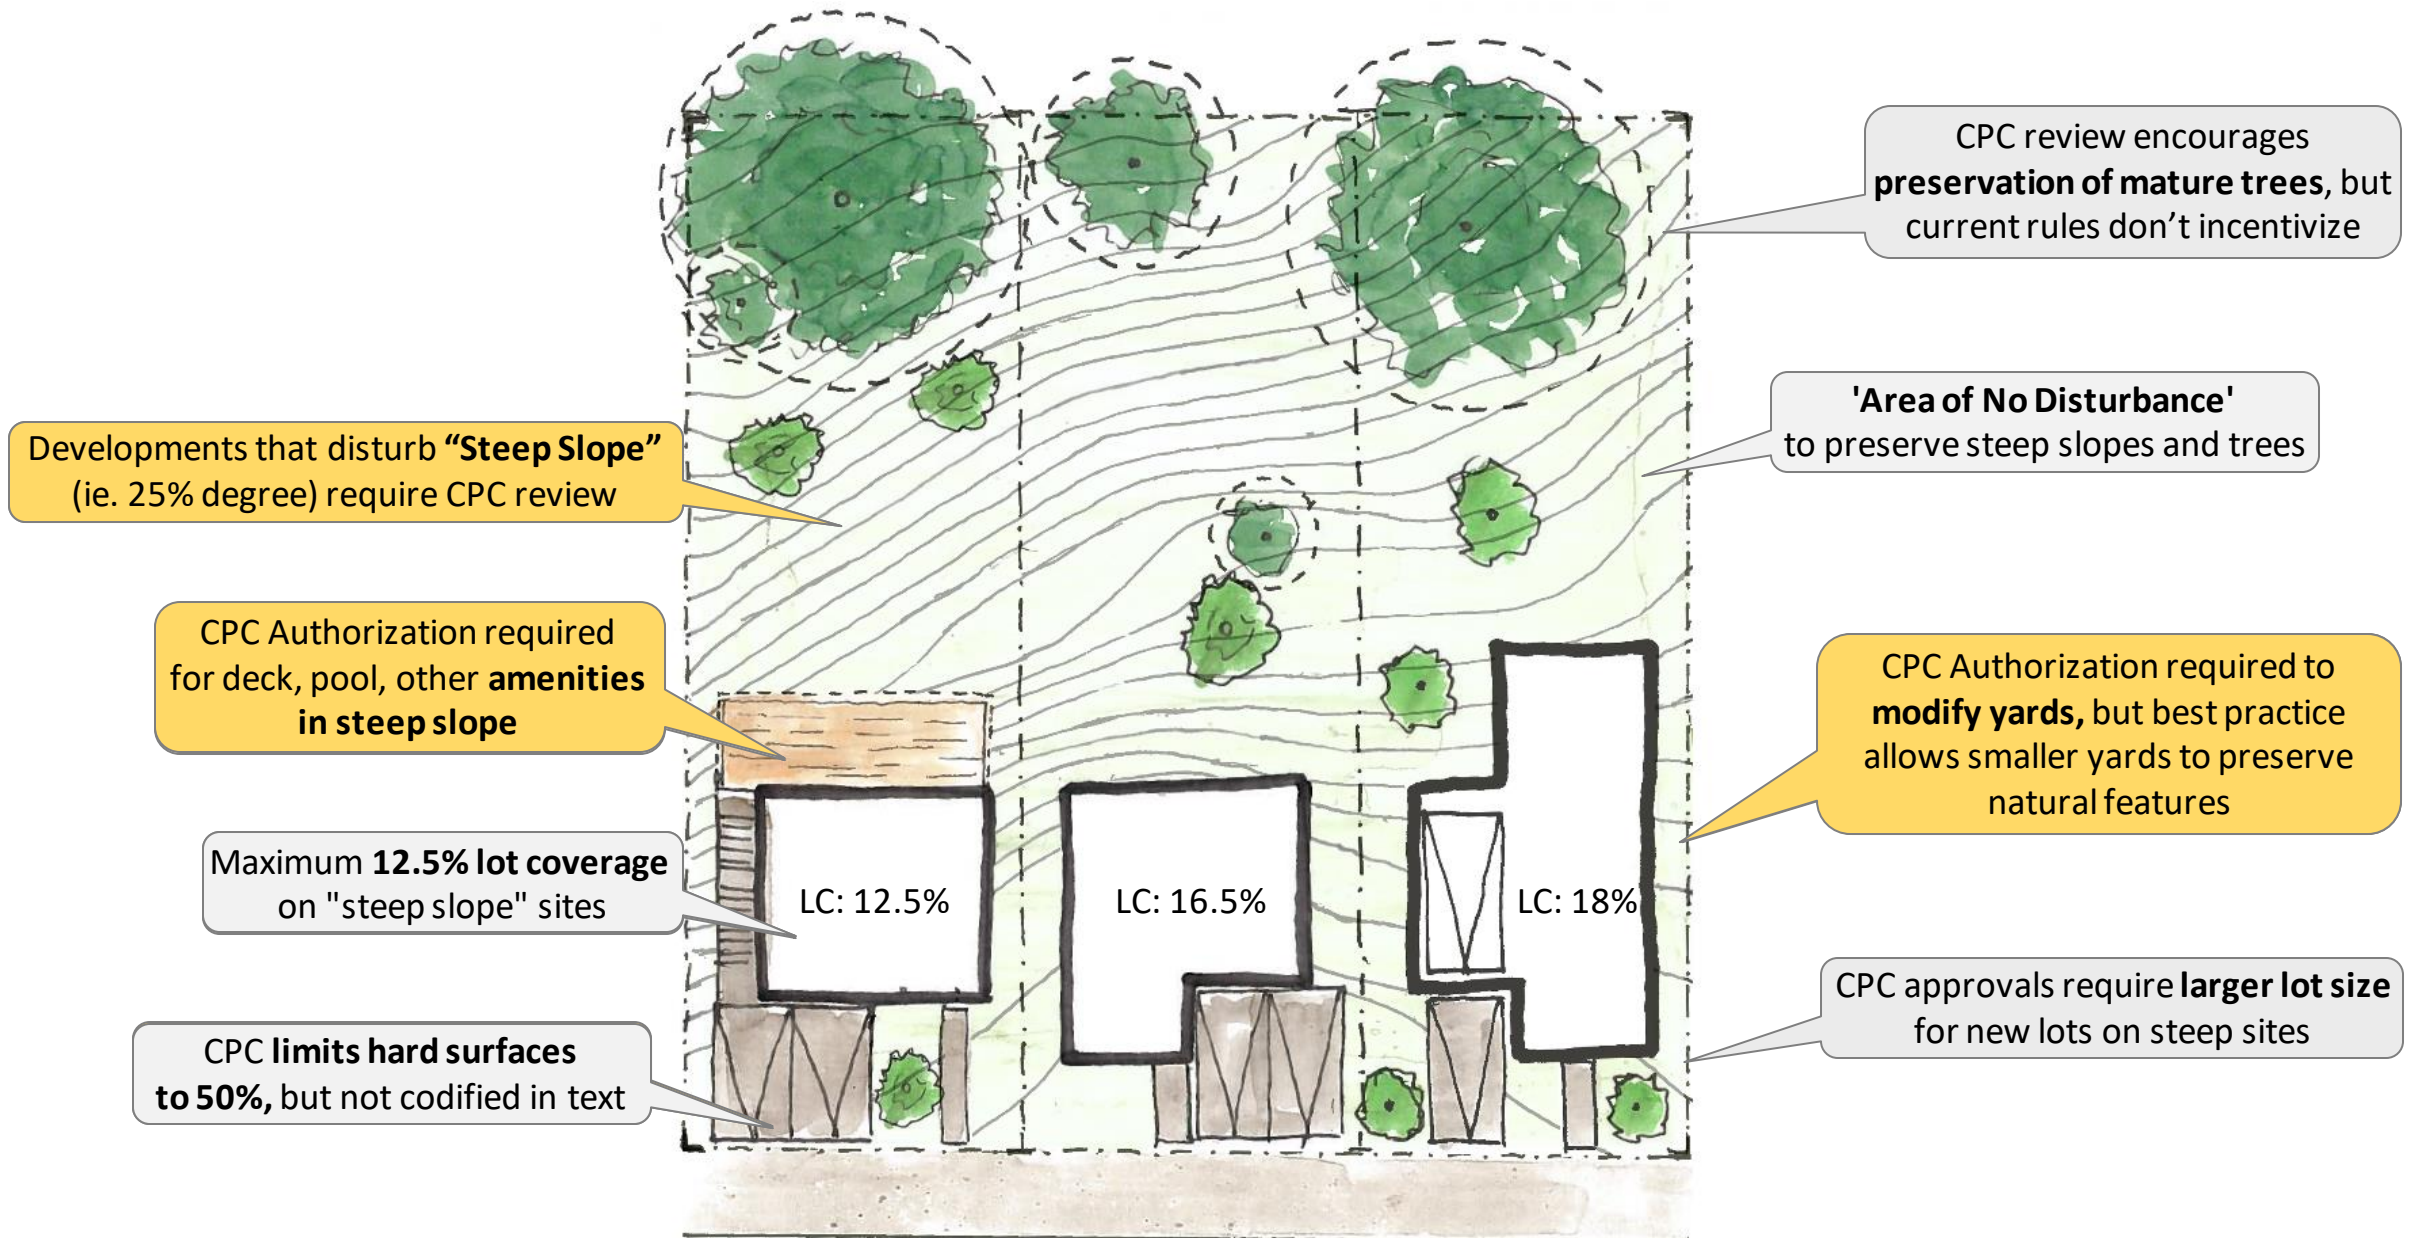 CPC review encourages
preservation of mature trees, but
current rules don’t incentivize
'Area of No Disturbance'
to preserve steep slopes and trees
Developments that disturb “Steep Slope”
(ie. 25% degree) require CPC review
CPC Authorization required
for deck, pool, other amenities
in steep slope
CPC Authorization required to
modify yards, but best practice
allows smaller yards to preserve
natural features
Maximum 12.5% lot coverage
on "steep slope" sites
LC: 12.5%
LC: 16.5%
LC: 18%
CPC approvals require larger lot size
for new lots on steep sites
CPC limits hard surfaces
to 50%, but not codified in text